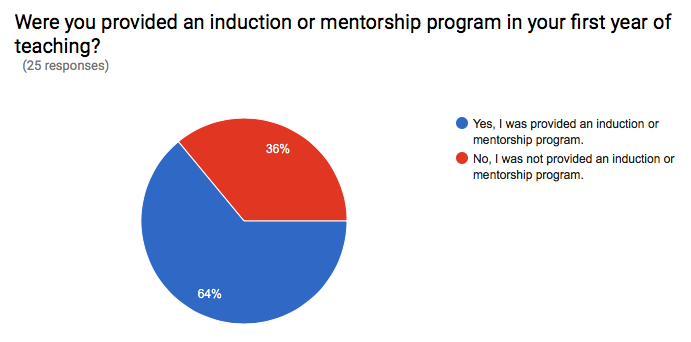 Were you provided an induction or mentorship program in your first year of
teaching?
(25 responses)
36%
64%
Yes, I was provided an induction or
mentorship program.
No, I was not provided an induction or
mentorship program.